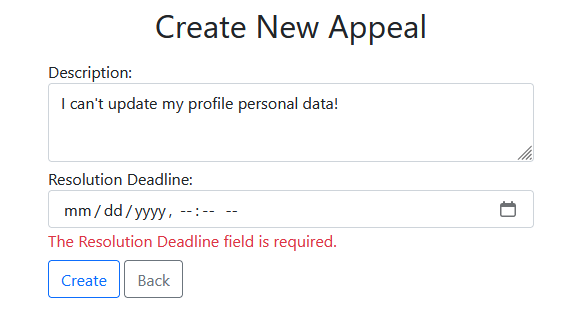 Create New Appeal
Description:
I can't update my profile personal data!
Resolution Deadline:
mm/dd/yyyy, --:-- --
The Resolution Deadline field is required.
Create Back